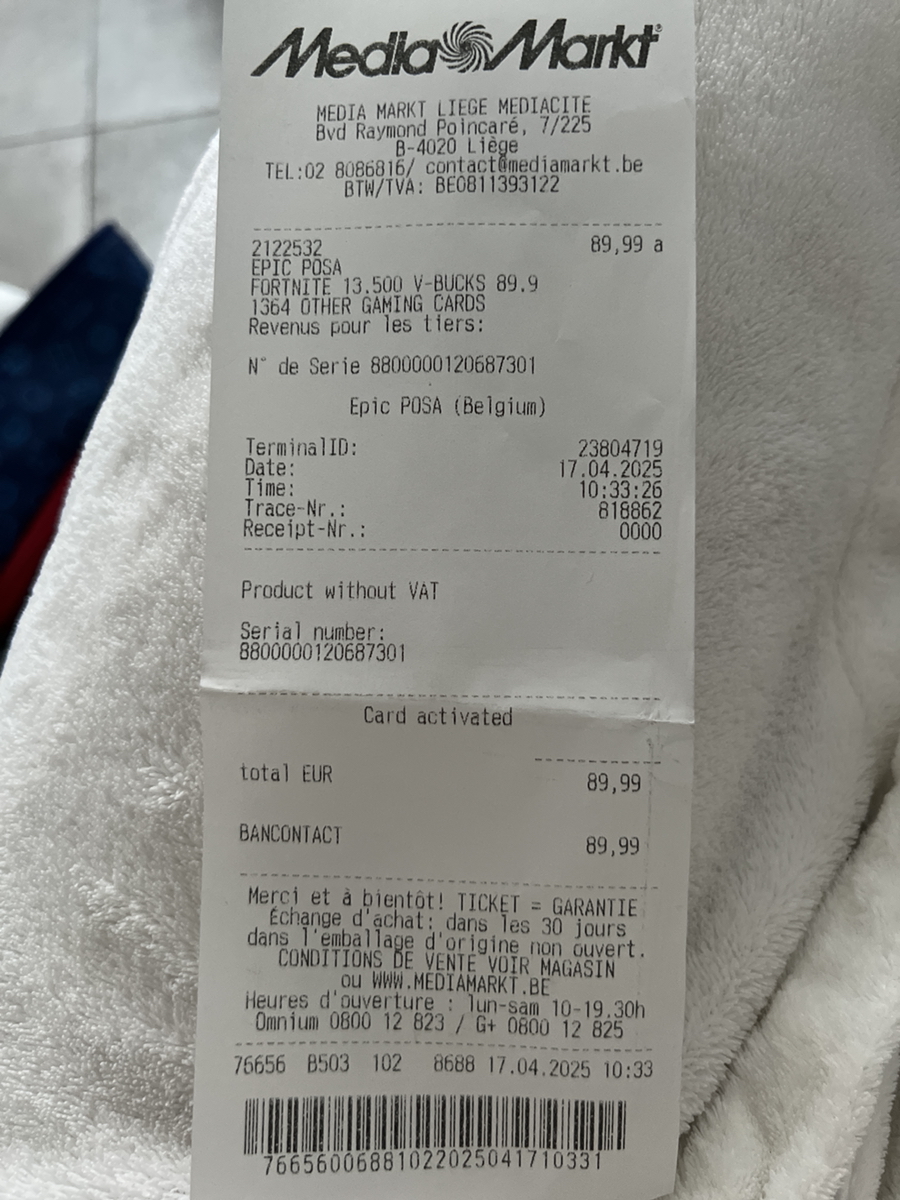 Media Markt
MEDIA MARKT LIEGE MEDIACITE
Bvd Raymond Poincaré, 7/225
B-4020 Liège
TEL:02 8086816/ contact@mediamarkt.be
BTW/TVA: BE0811393122
2122532 89,99 a
EPIC POSA
FORTNITE 13.500 V-BUCKS 89.9
1364 OTHER GAMING CARDS
Revenus pour les tiers:
N° de Serie 8800000120687301
Epic POSA (Belgium)
TerminalID: 23804719
Date: 17.04.2025
Time: 10:33:26
Trace-Nr.: 818862
Receipt-Nr.: 0000
Product without VAT
Serial number:
8800000120687301
Card activated
total EUR 89,99
BANCONTACT 89,99
Merci et à bientôt! TICKET = GARANTIE
Échange d'achat: dans les 30 jours
dans l'emballage d'origine non ouvert.
CONDITIONS DE VENTE VOIR MAGASIN
ou WWW.MEDIAMARKT.BE
Heures d'ouverture : lun-sam 10-19.30h
Omnium 0800 12 823 / G+ 0800 12 825
76656 B503 102 8688 17.04.2025 10:33
7665600688102202504171033​1